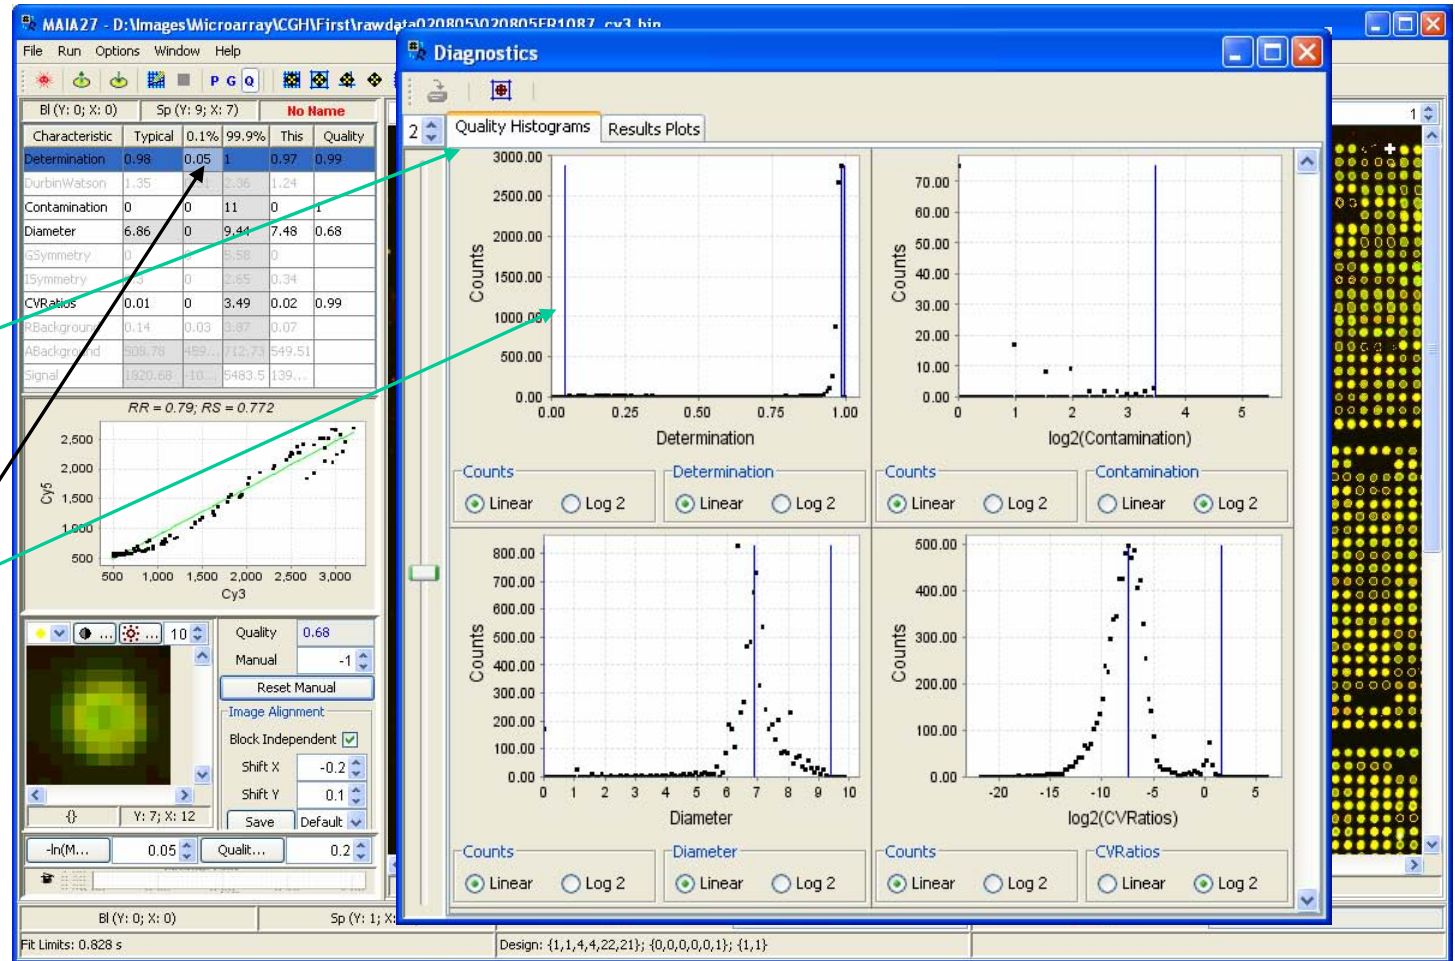 MAIA27 - D:\Images\Microarray\CGH\First\rawdata020805\020805FR1087_cy3.bin
File Run Options Window Help
P G Q
Bl (Y: 0; X: 0) Sp (Y: 9; X: 7) No Name
Characteristic Typical 0.1% 99.9% This Quality
Determination 0.98 0.05 1 0.97 0.99
DurbinWatson 1.35 2.36 1.24
Contamination 0 0 11 0 1
Diameter 6.86 0 9.44 7.48 0.68
GSymmetry 0 0 5.58 0
ISymmetry 0 2.65 0.34
CVRatios 0.01 0 3.49 0.02 0.99
RBackground 0.14 0.03 3.87 0.07
ABackground 508.78 459... 712.73 549.51
Signal 1820.68 -10... 5483.5 139...
RR = 0.79; RS = 0.772
2,500
2,000
1,500
1,000
500
Cy5
500 1,000 1,500 2,000 2,500 3,000
Cy3
... ... 10
Quality 0.68
Manual -1
Reset Manual
Image Alignment
Block Independent
Shift X -0.2
Shift Y 0.1
Save Default
{} Y: 7; X: 12
-ln(M... 0.05 Qualit... 0.2
Bl (Y: 0; X: 0) Sp (Y: 1; X:
Fit Limits: 0.828 s Design: {1,1,4,4,22,21}; {0,0,0,0,0,1}; {1,1}
1
Diagnostics
2 Quality Histograms Results Plots
3000.00
2500.00
2000.00
1500.00
1000.00
500.00
0.00
Counts
0.00 0.25 0.50 0.75 1.00
Determination
Counts Determination
Linear Log 2 Linear Log 2
70.00
60.00
50.00
40.00
30.00
20.00
10.00
0.00
Counts
0 1 2 3 4 5
log2(Contamination)
Counts Contamination
Linear Log 2 Linear Log 2
800.00
700.00
600.00
500.00
400.00
300.00
200.00
100.00
0.00
Counts
0 1 2 3 4 5 6 7 8 9 10
Diameter
Counts Diameter
Linear Log 2 Linear Log 2
500.00
400.00
300.00
200.00
100.00
0.00
Counts
-20 -15 -10 -5 0 5
log2(CVRatios)
Counts CVRatios
Linear Log 2 Linear Log 2